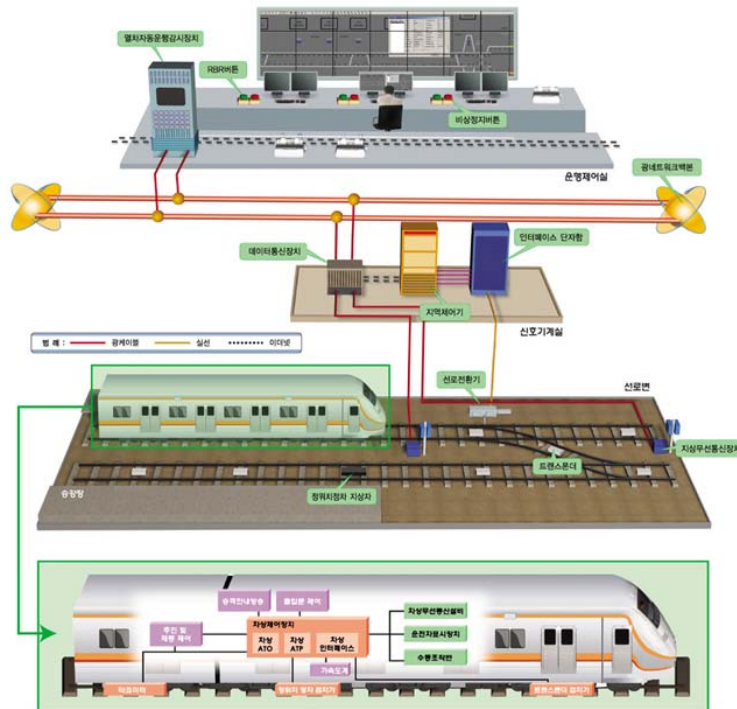 열차자동운행감시장치
RBR버튼
비상정지버튼
운행제어실
광네트워크백본
데이터통신장치
인터페이스 단자함
지역제어기
신호기계실
범 례 : 광케이블 실선 이더넷
선로전환기
선로변
지상무선통신장치
트랜스폰더
정위치정차 지상자
승강장
승객안내방송
출입문 제어
차상제어장치
추진 및
제동 제어
차상
ATO
차상
ATP
차상
인터페이스
차상무선통신설비
운전자표시장치
수동조작반
가속도계
타코미터
정위치 정차 검지기
트랜스폰더 검지기